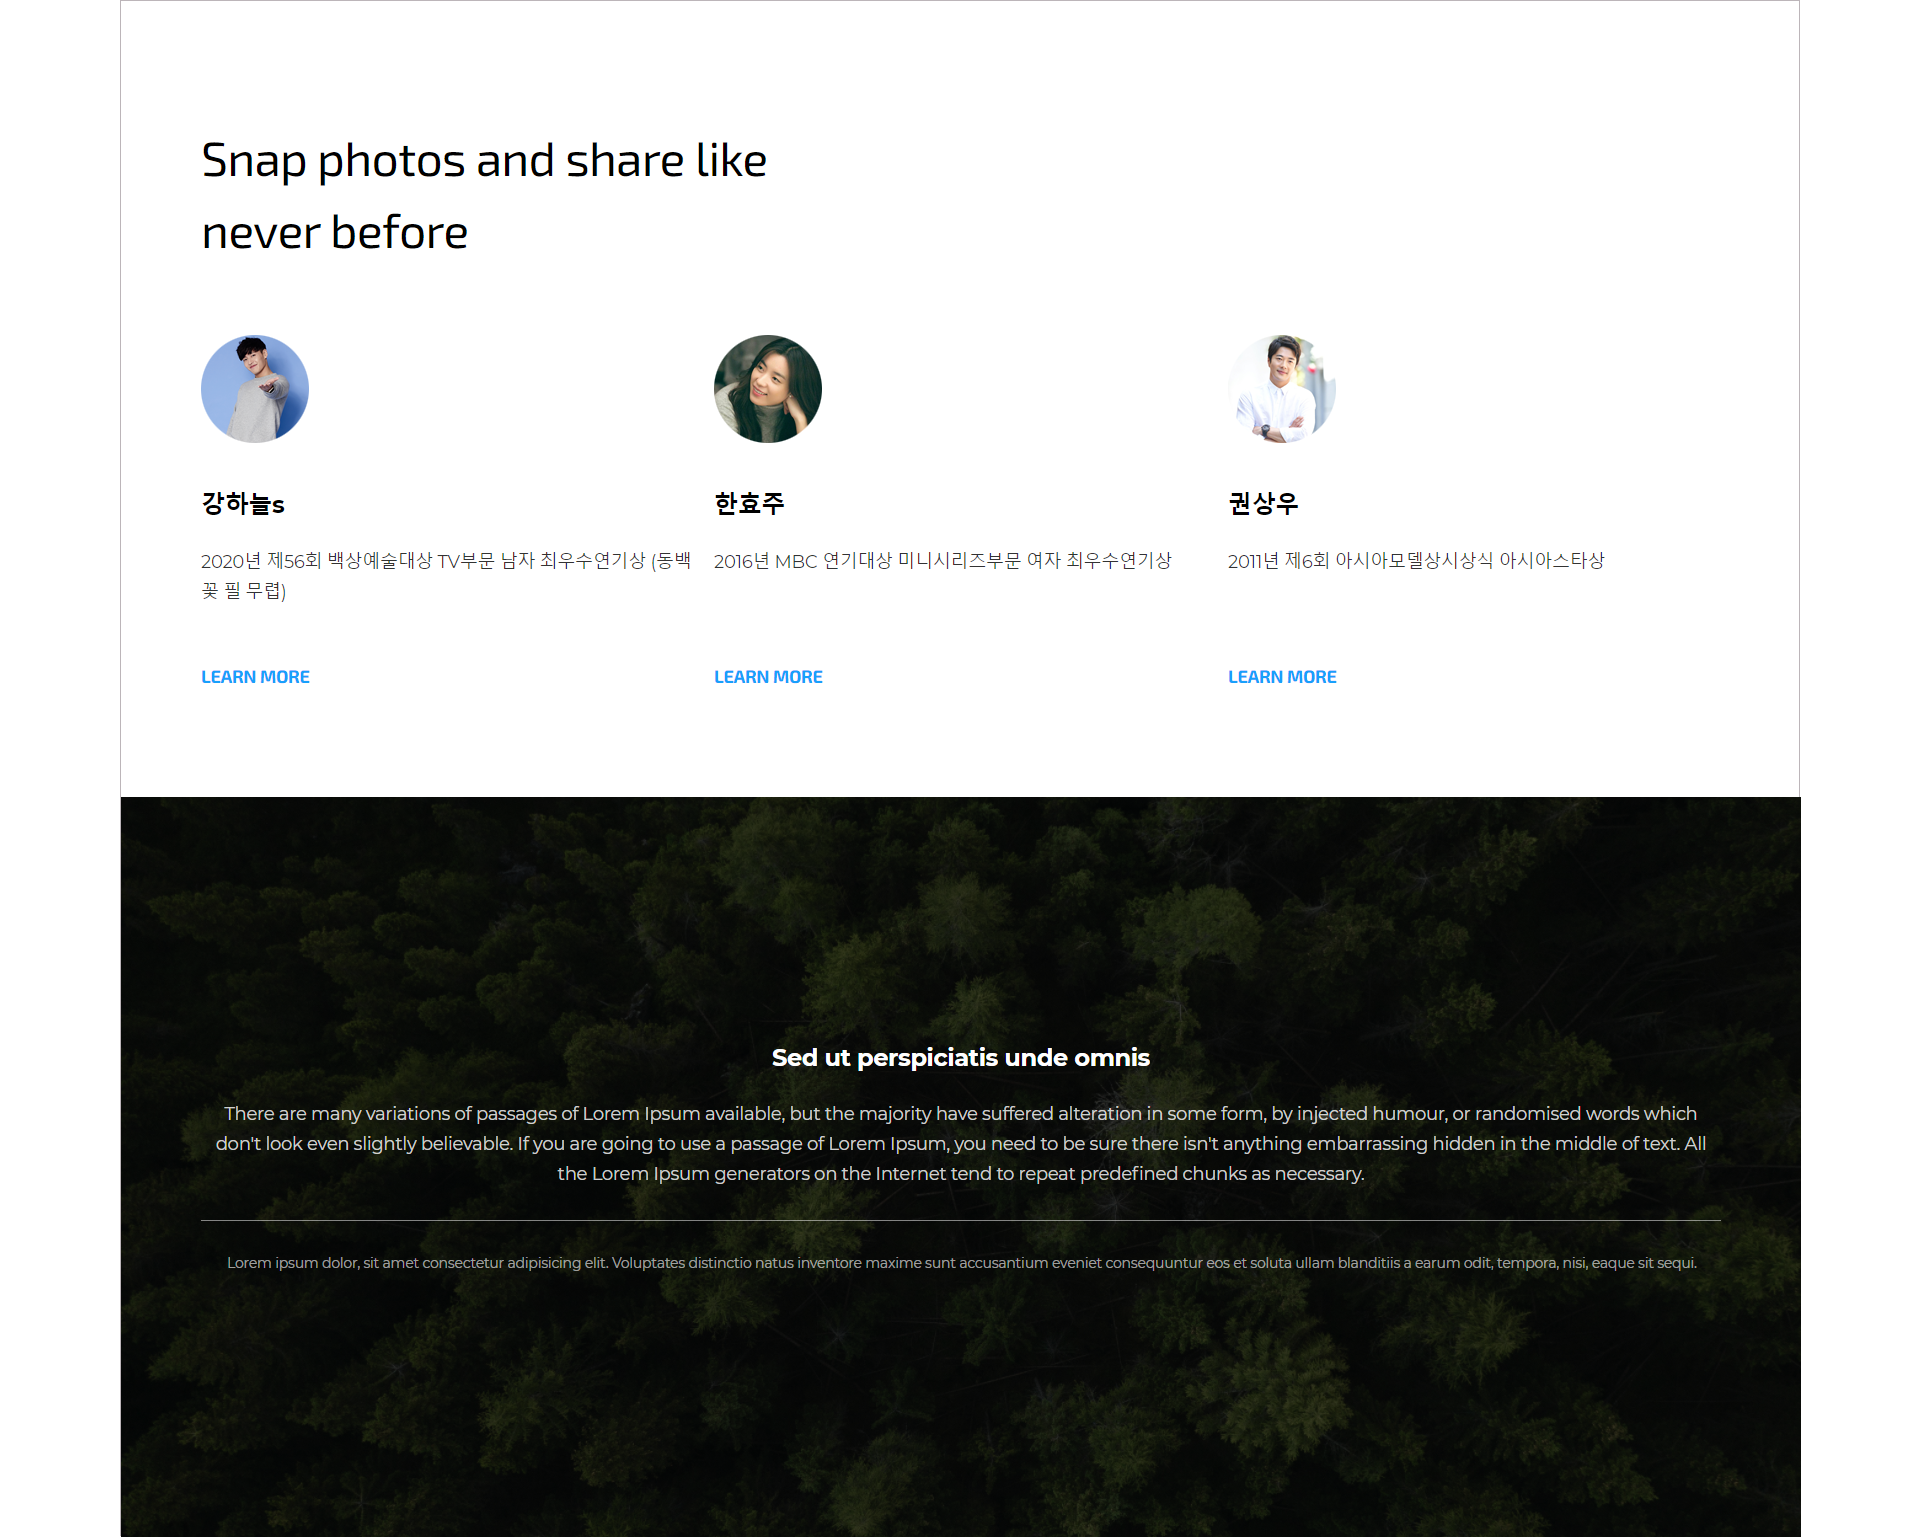 Snap photos and share like
never before
강하늘s
2020년 제56회 백상예술대상 TV부문 남자 최우수연기상 (동백
꽃 필 무렵)
LEARN MORE
한효주
2016년 MBC 연기대상 미니시리즈부문 여자 최우수연기상
LEARN MORE
권상우
2011년 제6회 아시아모델상시상식 아시아스타상
LEARN MORE
Sed ut perspiciatis unde omnis
There are many variations of passages of Lorem Ipsum available, but the majority have suffered alteration in some form, by injected humour, or randomised words which
don't look even slightly believable. If you are going to use a passage of Lorem Ipsum, you need to be sure there isn't anything embarrassing hidden in the middle of text. All
the Lorem Ipsum generators on the Internet tend to repeat predefined chunks as necessary.
Lorem ipsum dolor, sit amet consectetur adipisicing elit. Voluptates distinctio natus inventore maxime sunt accusantium eveniet consequuntur eos et soluta ullam blanditiis a earum odit, tempora, nisi, eaque sit sequi.